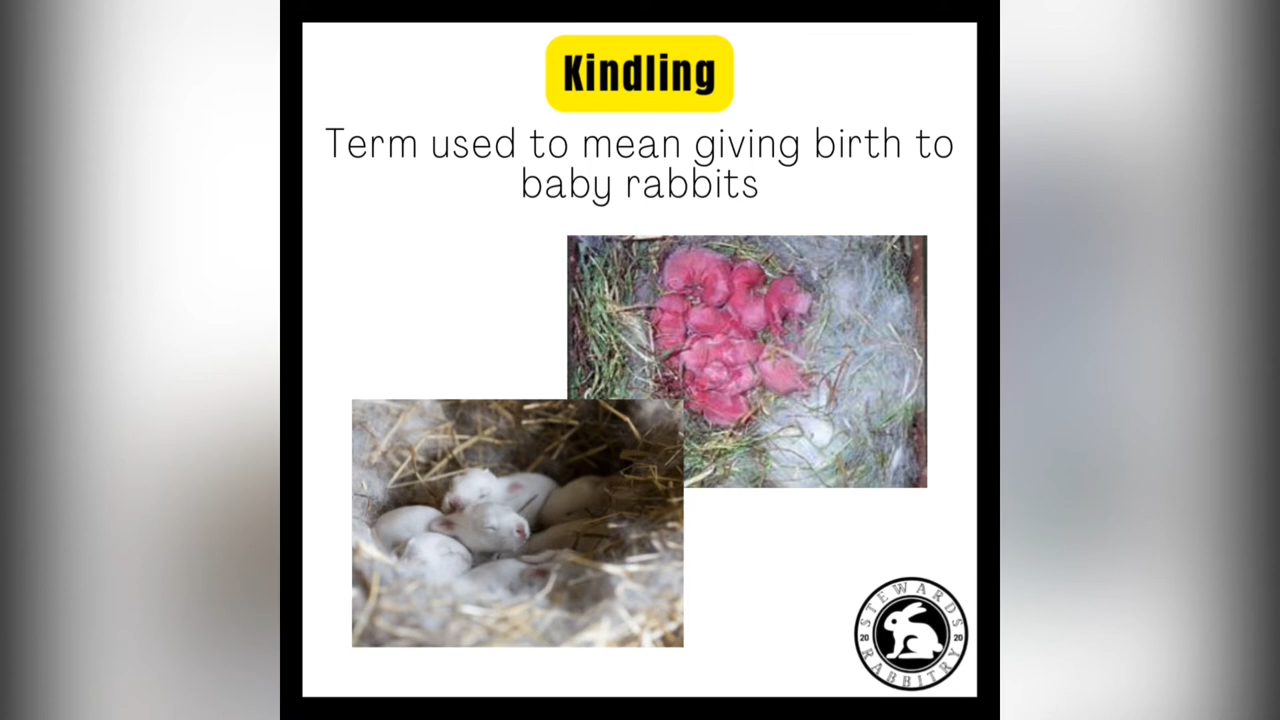 Kindling
Term used to mean giving birth to
baby rabbits
STEWARDS
20 20
RABBITRY